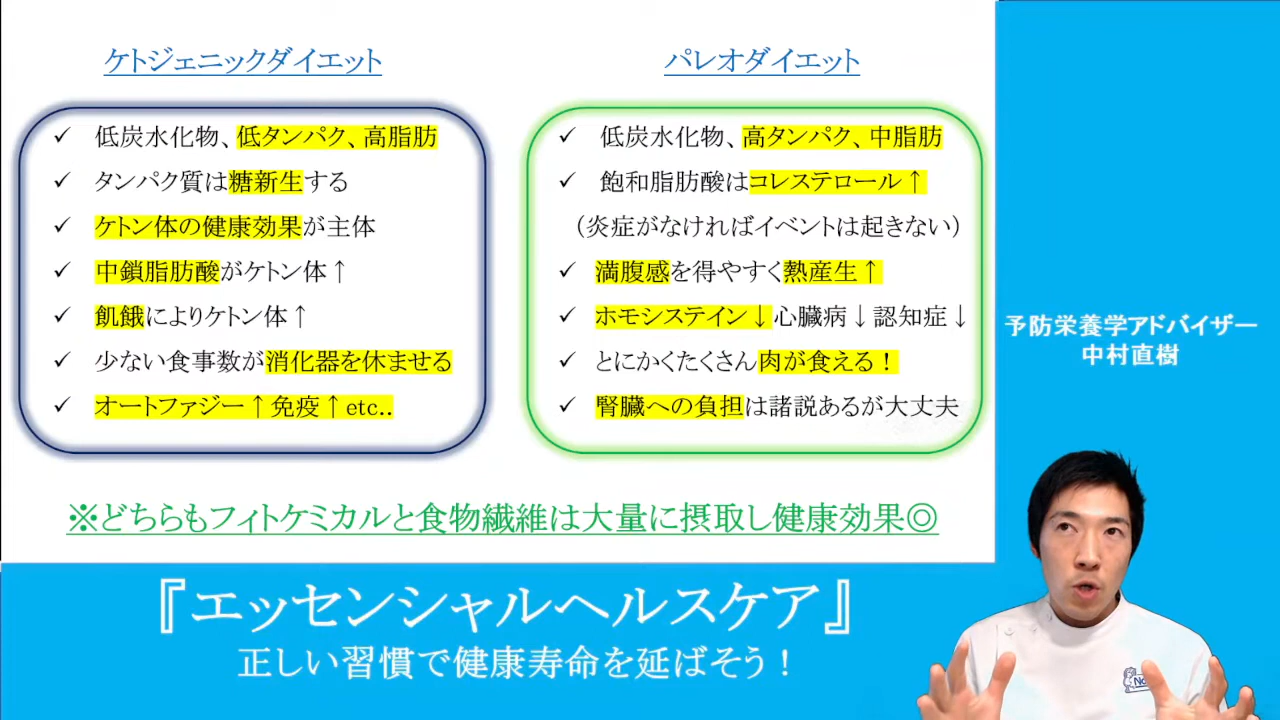 ケトジェニックダイエット
低炭水化物、低タンパク、高脂肪
タンパク質は糖新生する
ケトン体の健康効果が主体
中鎖脂肪酸がケトン体↑
飢餓によりケトン体↑
少ない食事数が消化器を休ませる
オートファジー↑免疫↑etc..
パレオダイエット
低炭水化物、高タンパク、中脂肪
飽和脂肪酸はコレステロール↑
（炎症がなければイベントは起きない）
満腹感を得やすく熱産生↑
ホモシステイン↓心臓病↓認知症↓
とにかくたくさん肉が食える！
腎臓への負担は諸説あるが大丈夫
※どちらもフィトケミカルと食物繊維は大量に摂取し健康効果◎
予防栄養学アドバイザー
中村直樹
『エッセンシャルヘルスケア』
正しい習慣で健康寿命を延ばそう！